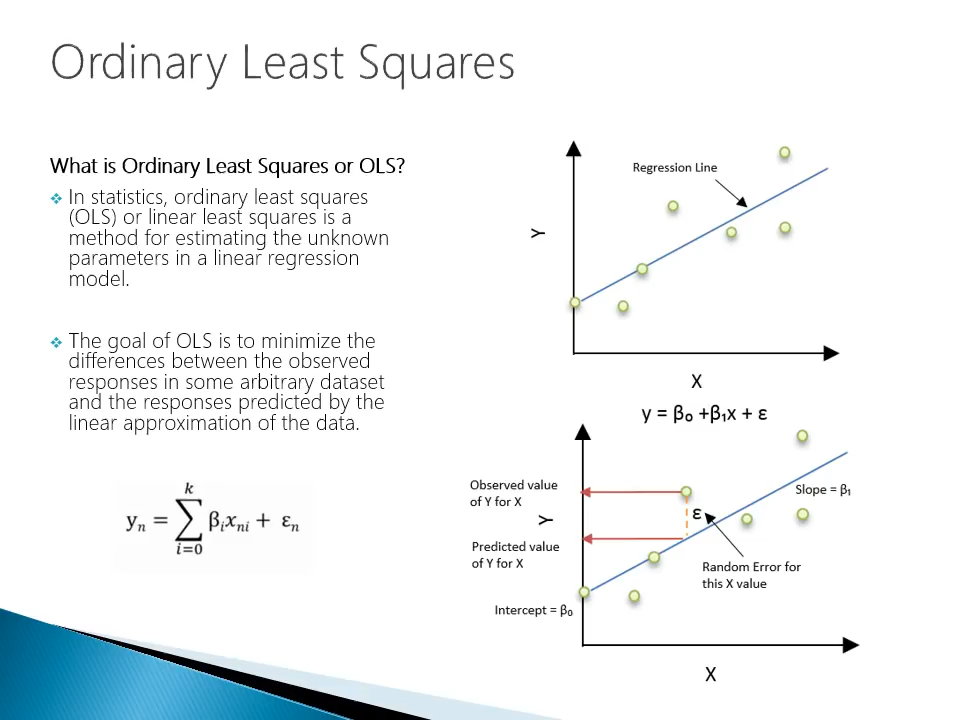 Ordinary Least Squares
What is Ordinary Least Squares or OLS?
❖ In statistics, ordinary least squares
(OLS) or linear least squares is a
method for estimating the unknown
parameters in a linear regression
model.
❖ The goal of OLS is to minimize the
differences between the observed
responses in some arbitrary dataset
and the responses predicted by the
linear approximation of the data.
k
yₙ = ∑ βᵢxₙᵢ + εₙ
i=0
Regression Line
Y
X
y = β₀ +β₁x + ε
Observed value
of Y for X
Y
Predicted value
of Y for X
Intercept = β₀
ε
Slope = β₁
Random Error for
this X value
X